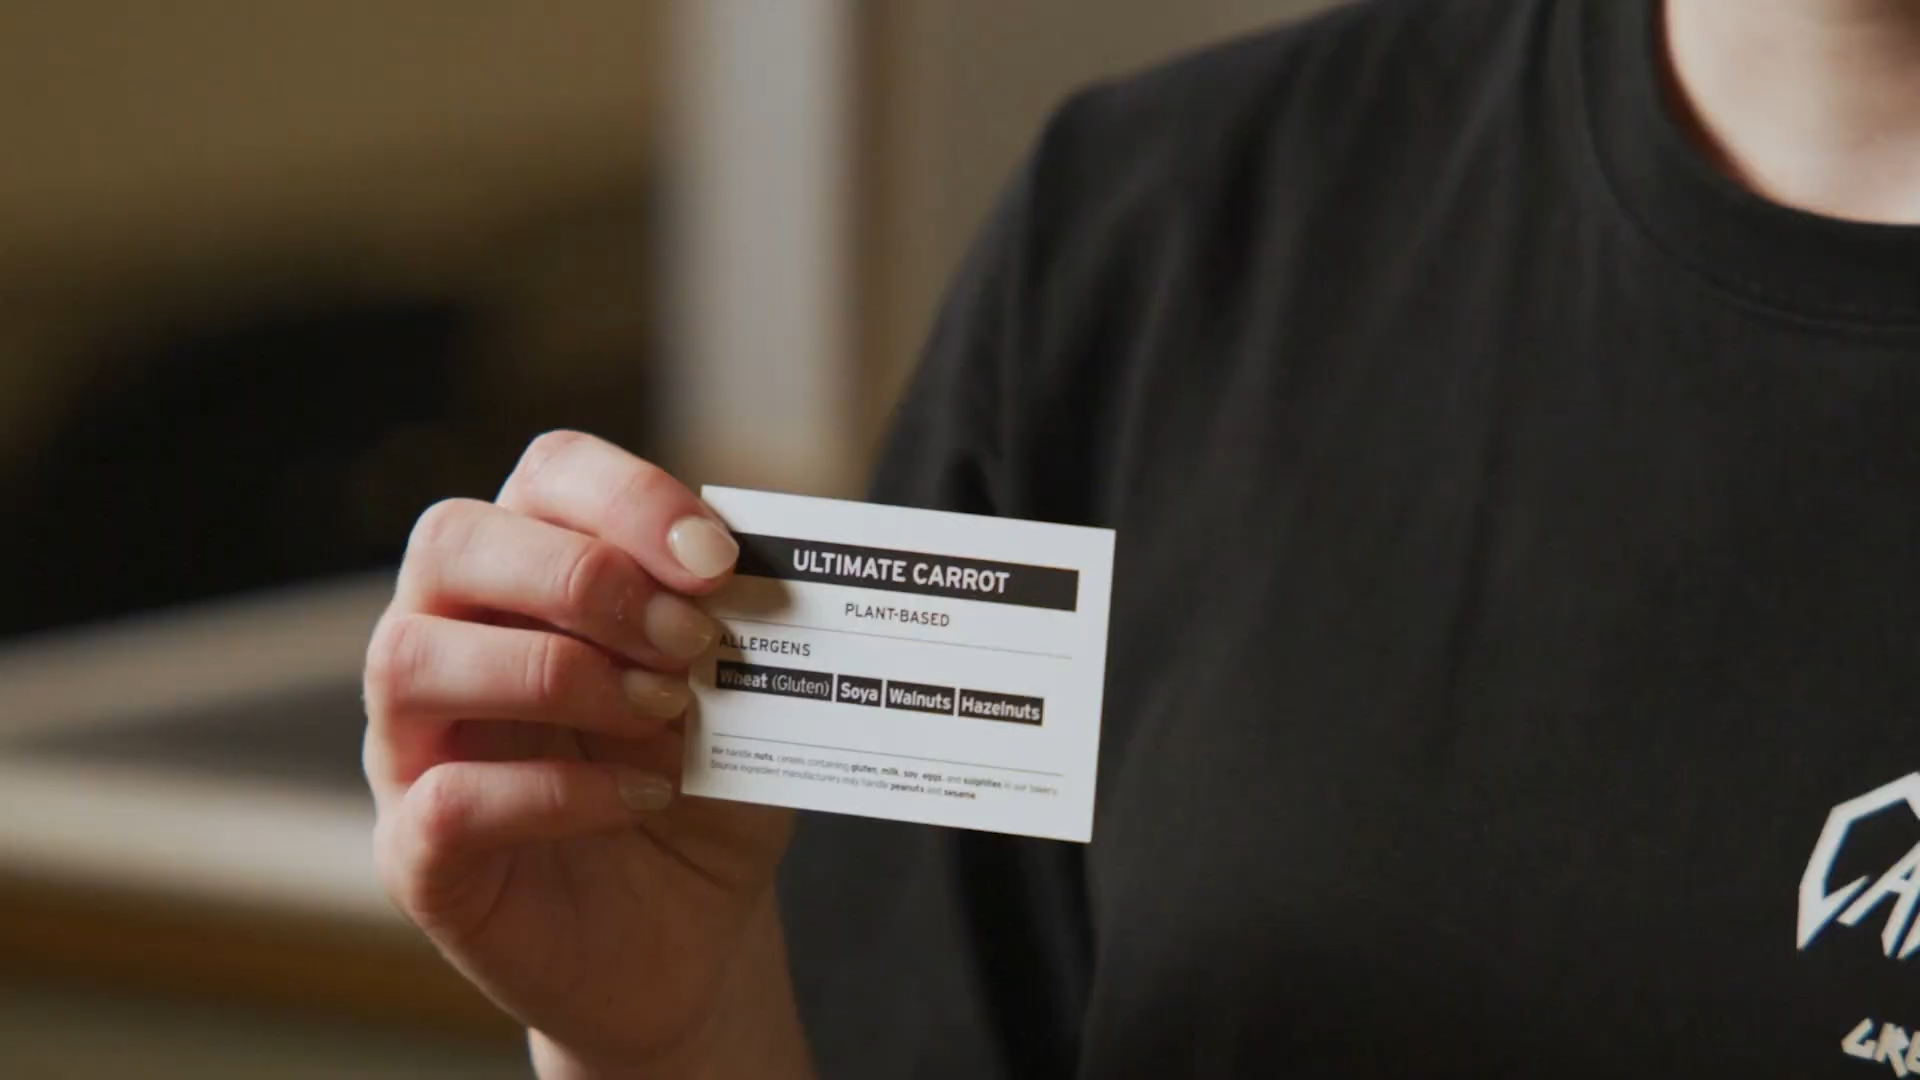 ULTIMATE CARROT
PLANT-BASED
ALLERGENS
Wheat (Gluten) Soya Walnuts Hazelnuts
We handle nuts, cereals containing gluten, milk, soy, eggs, and sulphites in our bakery.
Source ingredient manufacturers may handle peanuts and sesame.